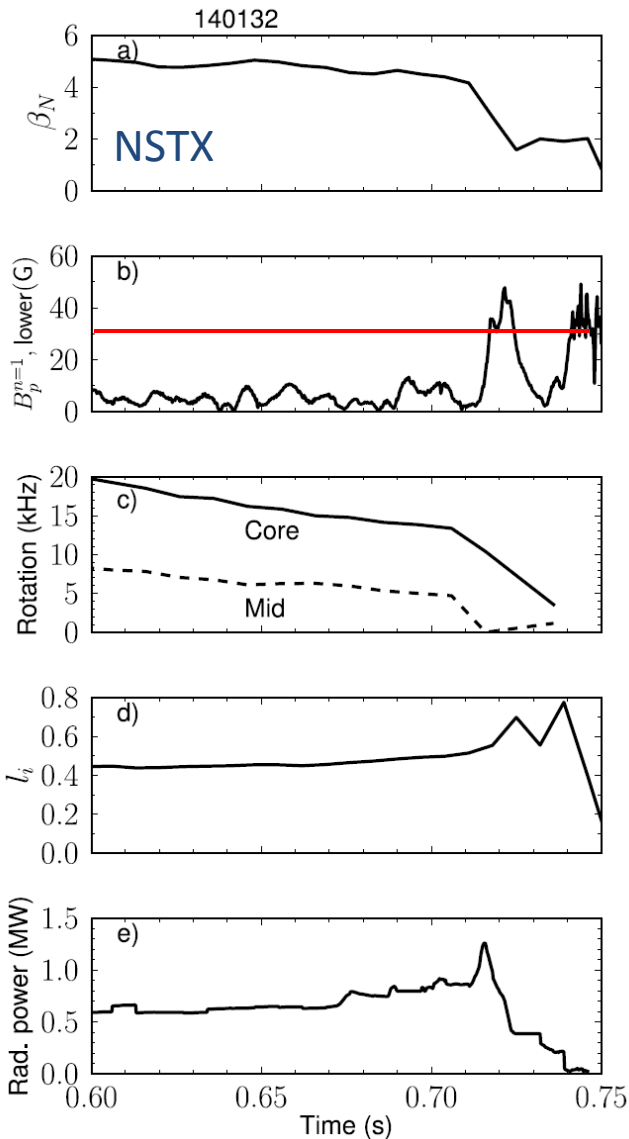 140132
a)
6
4
2
0
β_N
NSTX
b)
60
40
20
0
B_p^{n=1}, lower(G)
c)
20
15
10
5
0
Rotation (kHz)
Core
Mid
d)
0.8
0.6
0.4
0.2
0.0
l_i
e)
1.5
1.0
0.5
0.0
Rad. power (MW)
0.60 0.65 0.70 0.75
Time (s)